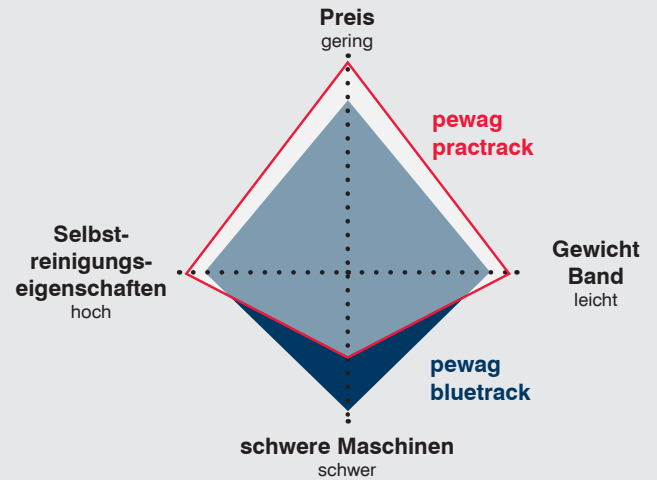 Preis
gering
pewag
practrack
Selbst-
reinigungs-
eigenschaften
hoch
Gewicht
Band
leicht
pewag
bluetrack
schwere Maschinen
schwer